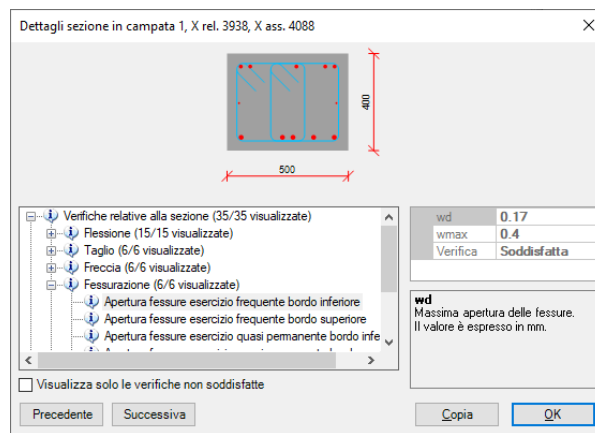 Dettagli sezione in campata 1, X rel. 3938, X ass. 4088
400
500
Verifiche relative alla sezione (35/35 visualizzate)
Flessione (15/15 visualizzate)
Taglio (6/6 visualizzate)
Freccia (6/6 visualizzate)
Fessurazione (6/6 visualizzate)
Apertura fessure esercizio frequente bordo inferiore
Apertura fessure esercizio frequente bordo superiore
Apertura fessure esercizio quasi permanente bordo infe
wd 0.17
wmax 0.4
Verifica Soddisfatta
wd
Massima apertura delle fessure.
Il valore è espresso in mm.
Visualizza solo le verifiche non soddisfatte
Precedente Successiva Copia OK